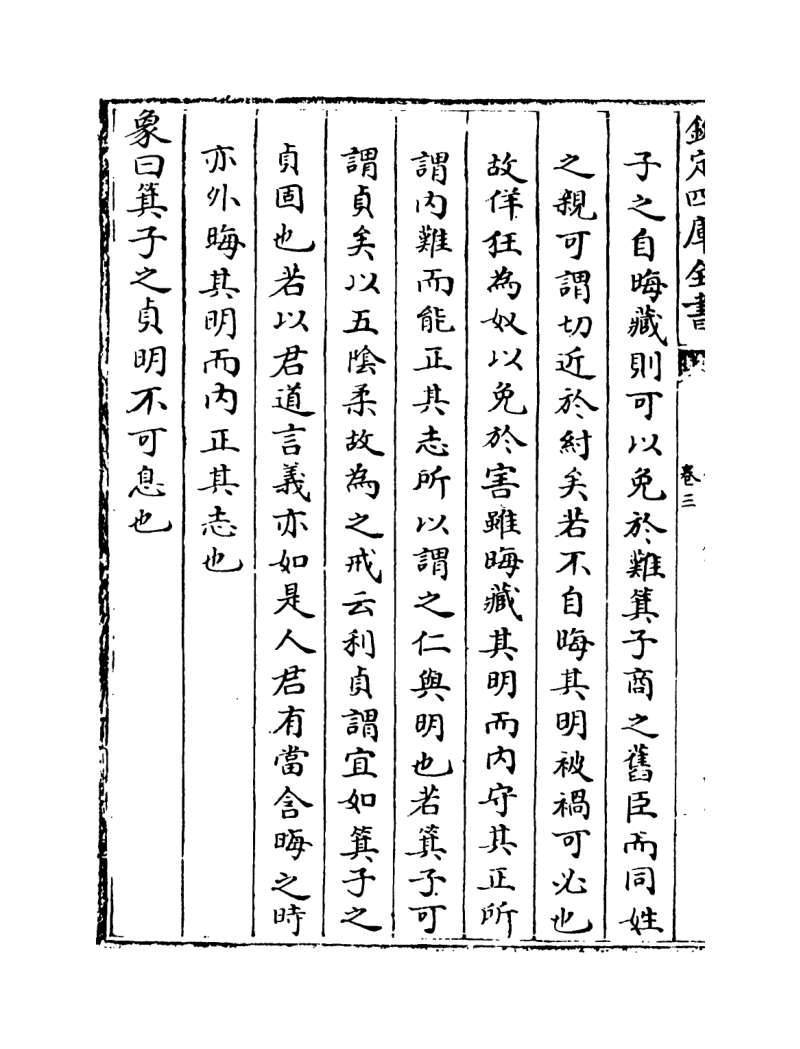 欽定四庫全書
卷三
子之自晦藏則可以免於難箕子商之舊臣而同姓
之親可謂切近於紂矣若不自晦其明被禍可必也
故佯狂為奴以免於害雖晦藏其明而内守其正所
謂内難而能正其志所以謂之仁與明也若箕子可
謂貞矣以五陰柔故為之戒云利貞謂宜如箕子之
貞固也若以君道言義亦如是人君有當含晦之時
亦外晦其明而内正其志也
象曰箕子之貞明不可息也